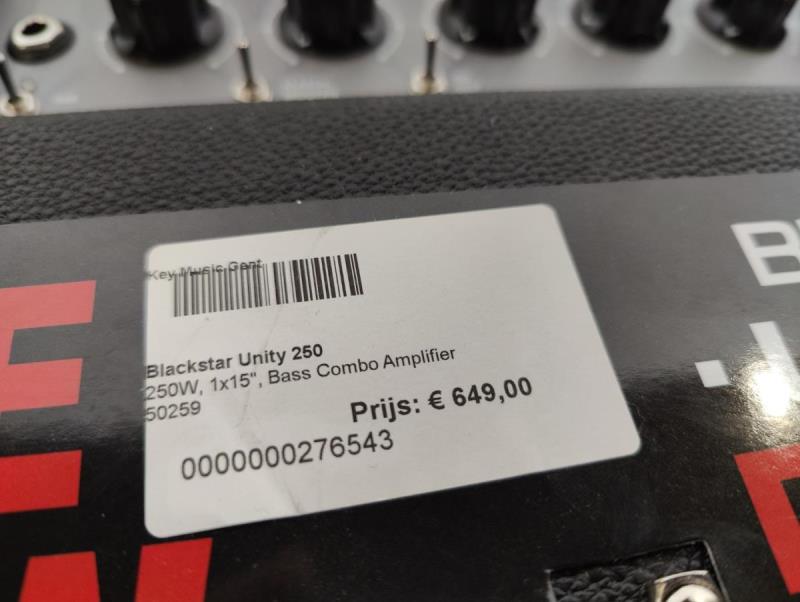 Key Music Gent
Blackstar Unity 250
250W, 1x15", Bass Combo Amplifier
50259
Prijs: € 649,00
0000000276543